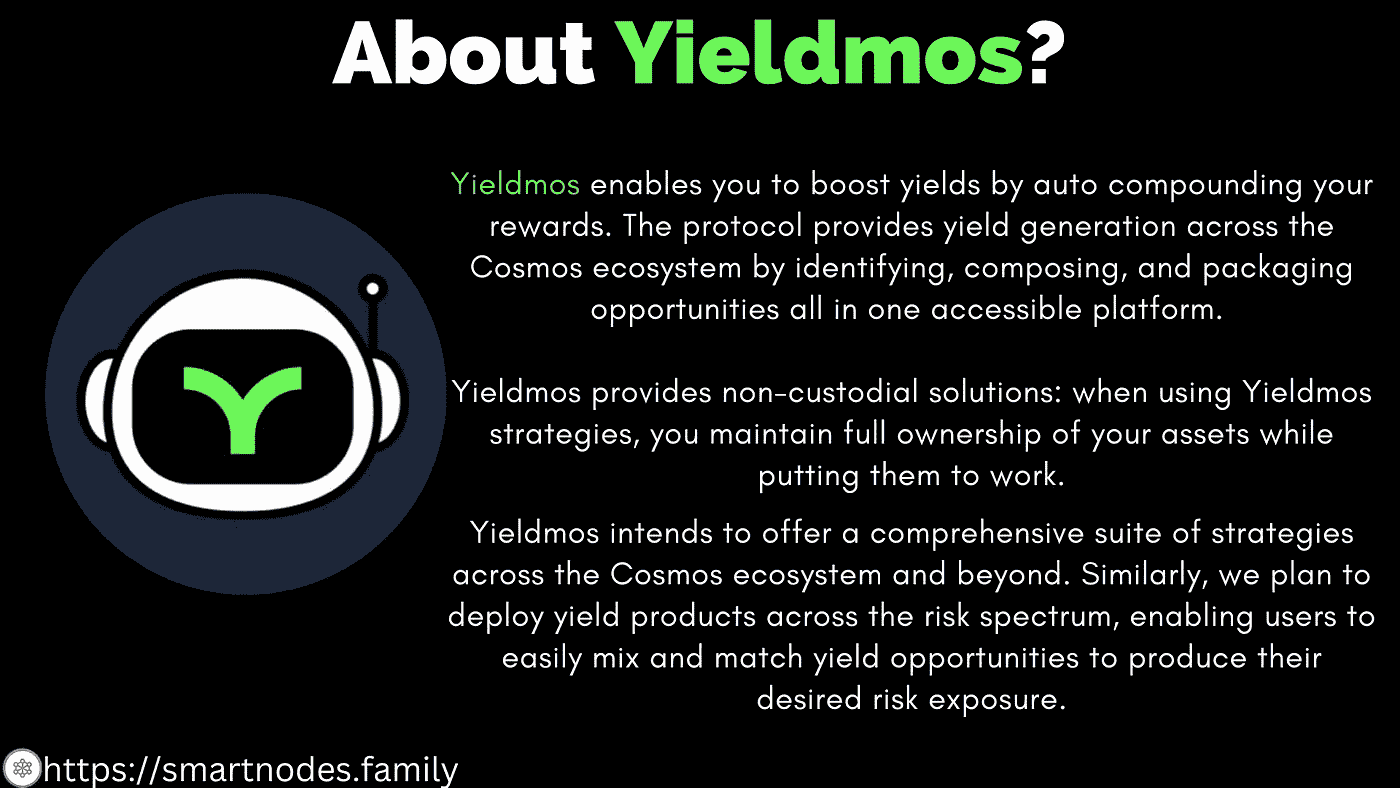 About Yieldmos?
Yieldmos enables you to boost yields by auto compounding your
rewards. The protocol provides yield generation across the
Cosmos ecosystem by identifying, composing, and packaging
opportunities all in one accessible platform.
Yieldmos provides non-custodial solutions: when using Yieldmos
strategies, you maintain full ownership of your assets while
putting them to work.
Yieldmos intends to offer a comprehensive suite of strategies
across the Cosmos ecosystem and beyond. Similarly, we plan to
deploy yield products across the risk spectrum, enabling users to
easily mix and match yield opportunities to produce their
desired risk exposure.
Y
https://smartnodes.family